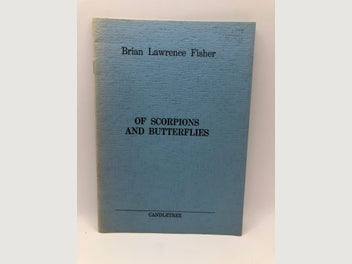 Brian Lawrence Fisher
OF SCORPIONS
AND BUTTERFLIES
CANDLETREE